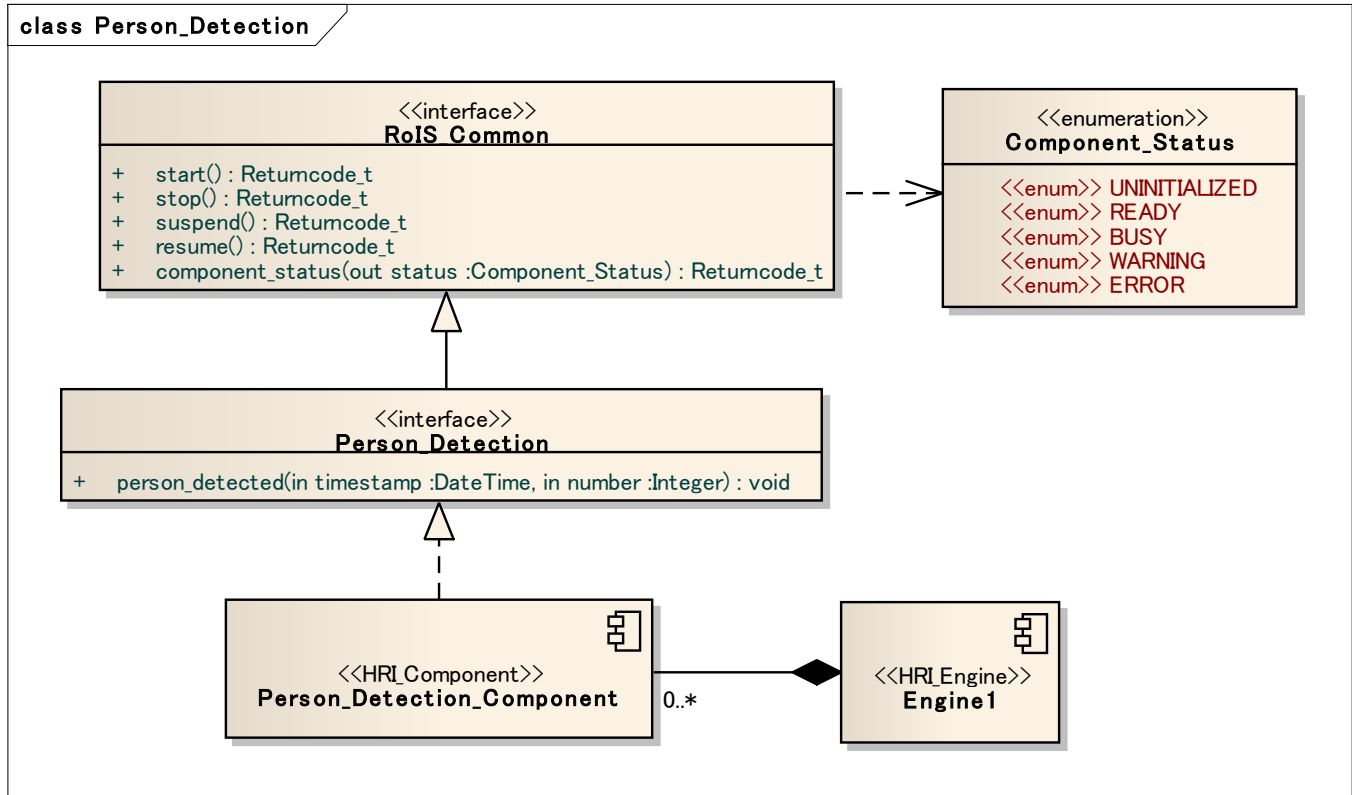 class Person_Detection
<<interface>>
RoIS_Common
+ start() : Returncode_t
+ stop() : Returncode_t
+ suspend() : Returncode_t
+ resume() : Returncode_t
+ component_status(out status :Component_Status) : Returncode_t
<<enumeration>>
Component_Status
<<enum>> UNINITIALIZED
<<enum>> READY
<<enum>> BUSY
<<enum>> WARNING
<<enum>> ERROR
<<interface>>
Person_Detection
+ person_detected(in timestamp :DateTime, in number :Integer) : void
<<HRI_Component>>
Person_Detection_Component
0..*
<<HRI_Engine>>
Engine1